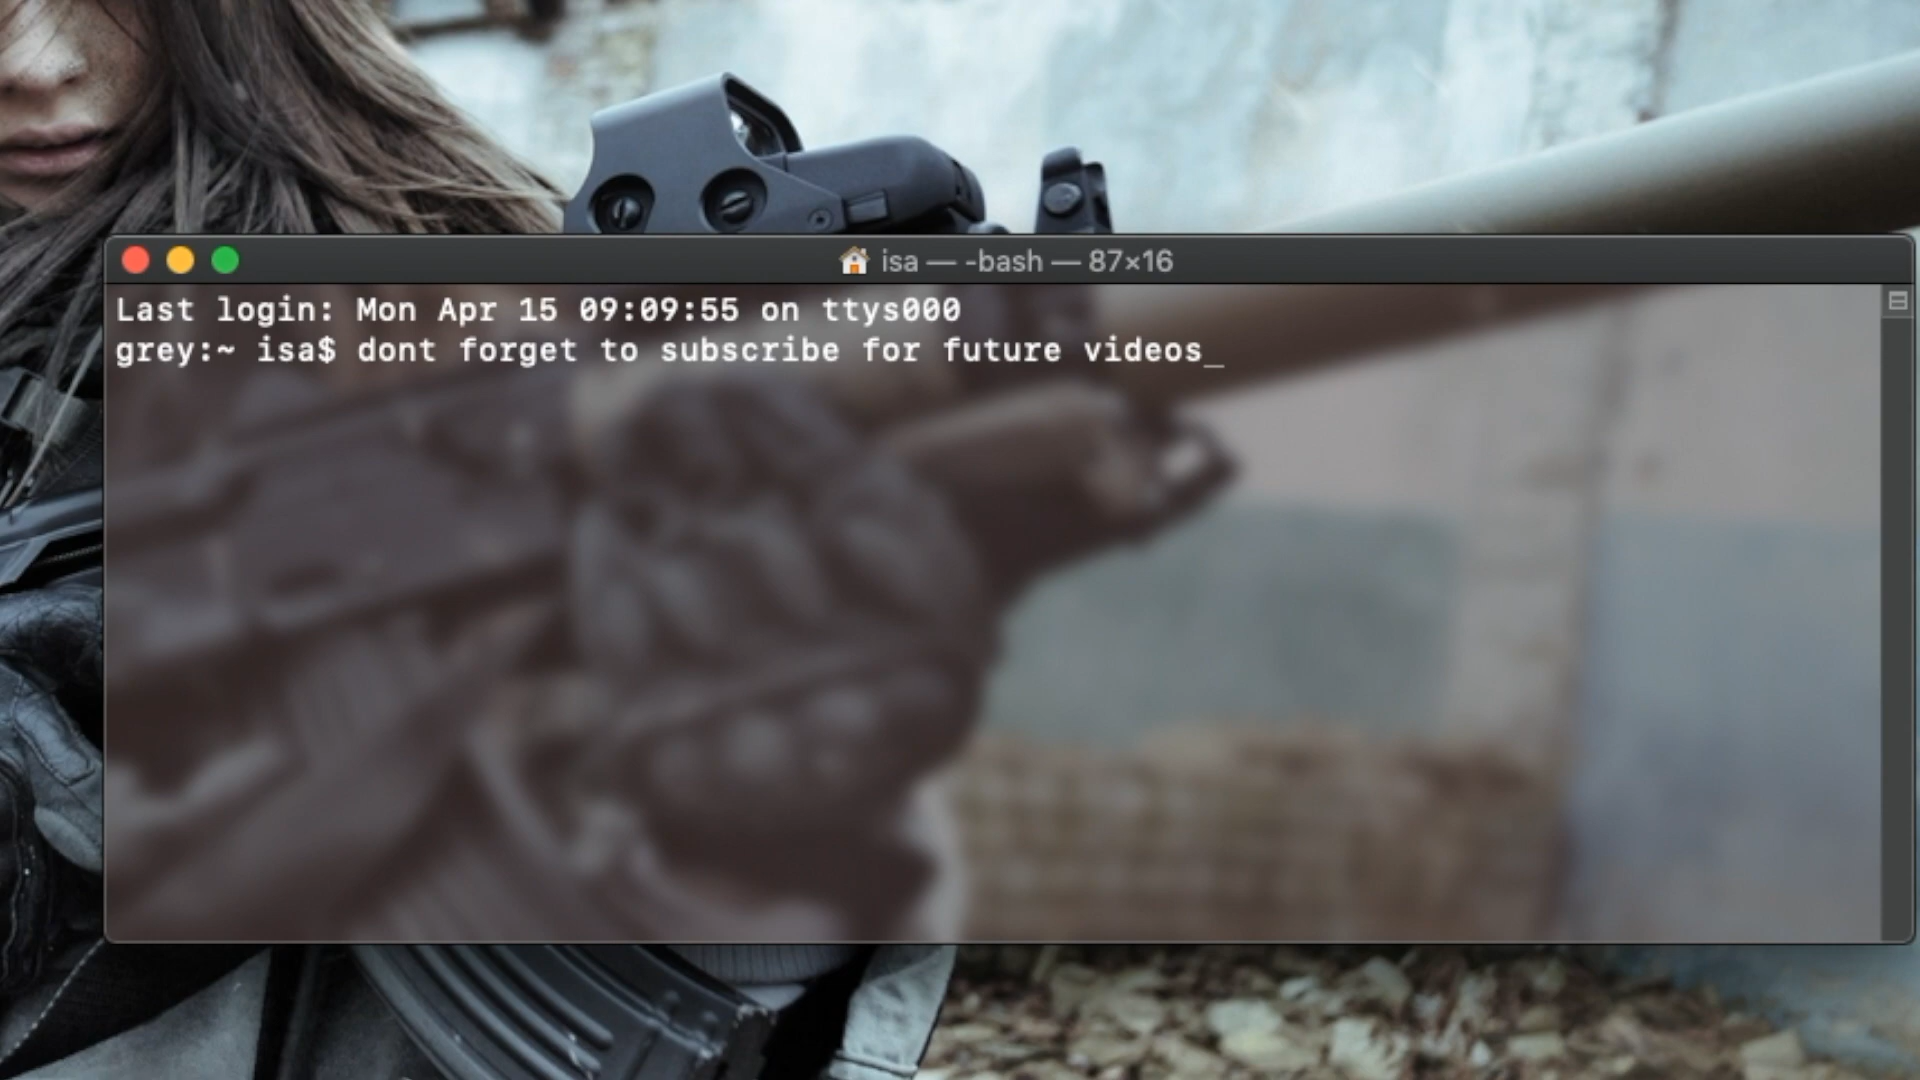 isa — -bash — 87×16
Last login: Mon Apr 15 09:09:55 on ttys000
grey:~ isa$ dont forget to subscribe for future videos_